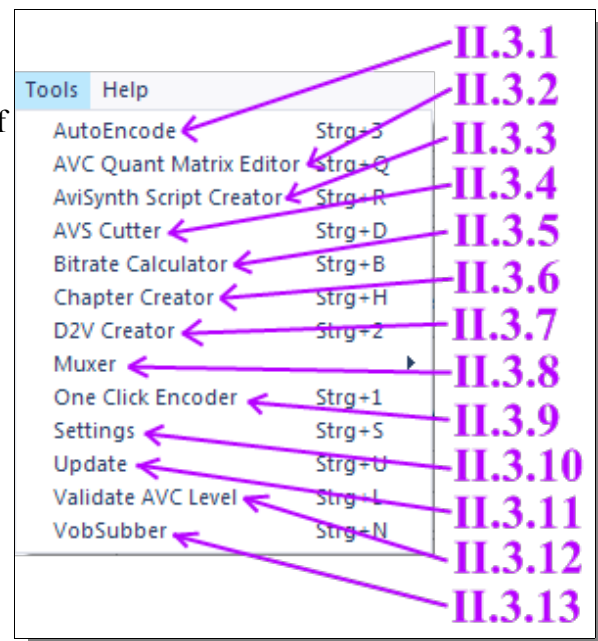 II.3.1
Tools Help II.3.2
f AutoEncode Strg+3 II.3.3
AVC Quant Matrix Editor Strg+Q
AviSynth Script Creator Strg+R II.3.4
AVS Cutter Strg+D II.3.5
Bitrate Calculator Strg+B
Chapter Creator Strg+H II.3.6
D2V Creator Strg+2 II.3.7
Muxer II.3.8
One Click Encoder Strg+1 II.3.9
Settings Strg+S II.3.10
Update Strg+U
Validate AVC Level Strg+L II.3.11
VobSubber Strg+N II.3.12
II.3.13